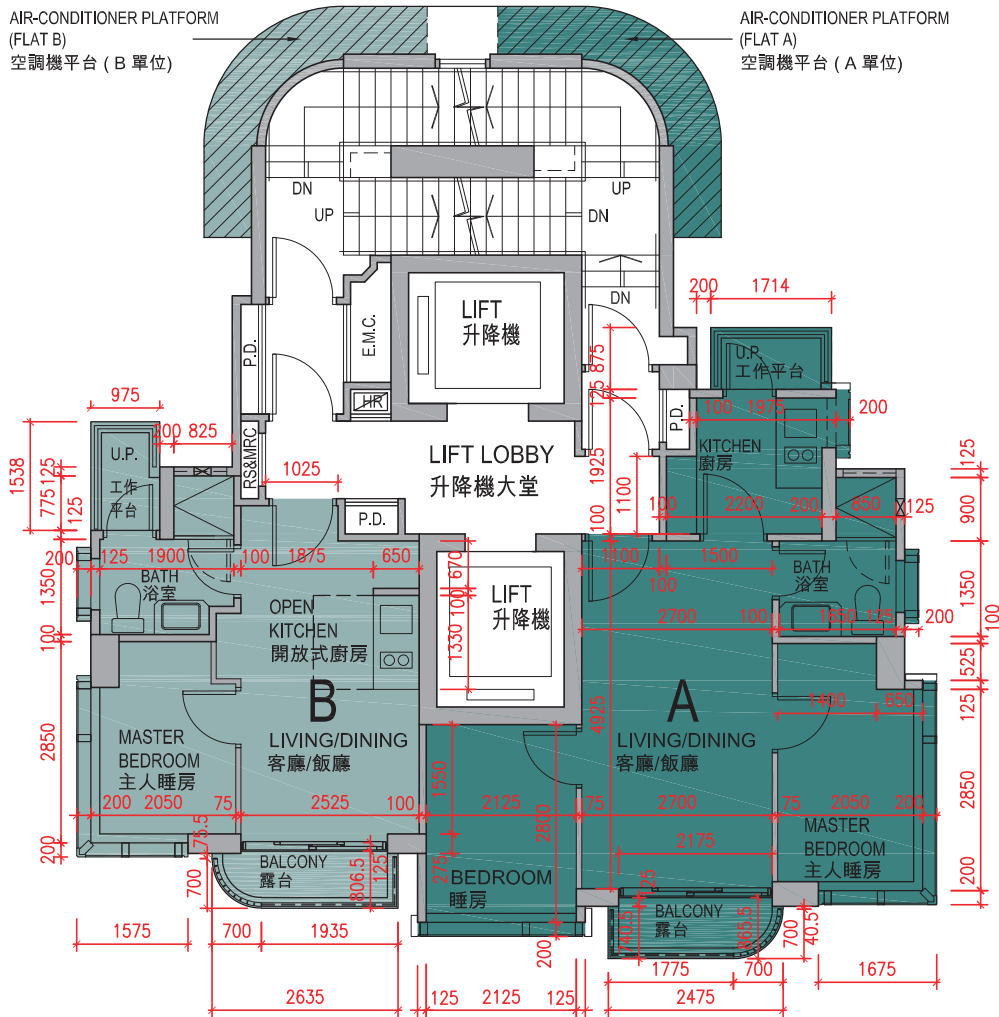 AIR-CONDITIONER PLATFORM
(FLAT B)
空調機平台 ( B 單位)
AIR-CONDITIONER PLATFORM
(FLAT A)
空調機平台 ( A 單位)
DN
UP
UP
DN
DN
LIFT
升降機
E.M.C.
P.D.
HR
RS&MRC
P.D.
LIFT LOBBY
升降機大堂
P.D.
200
1714
U.P.
工作平台
875
125
1925
100
1100
100
1975
200
KITCHEN
廚房
100
2200
200
850
125
125
900
1350
100
525
125
2850
200
975
200
825
1538
125
775
125
U.P.
工作
平台
1025
200
125
1900
100
1875
650
1350
100
2850
200
BATH
浴室
OPEN
KITCHEN
開放式廚房
670
100
1330
LIFT
升降機
1100
1500
100
2700
100
BATH
浴室
1650
125
200
B
LIVING/DINING
客廳/飯廳
MASTER
BEDROOM
主人睡房
200
2050
75
2525
100
A
LIVING/DINING
客廳/飯廳
4925
1400
650
1550
2125
2800
75
2700
75
2050
200
2175
MASTER
BEDROOM
主人睡房
75.5
700
BALCONY
露台
806.5
125
275
BEDROOM
睡房
125
BALCONY
露台
740.5
865.5
700
40.5
200
1575
700
1935
2635
125
2125
125
1775
700
2475
1675